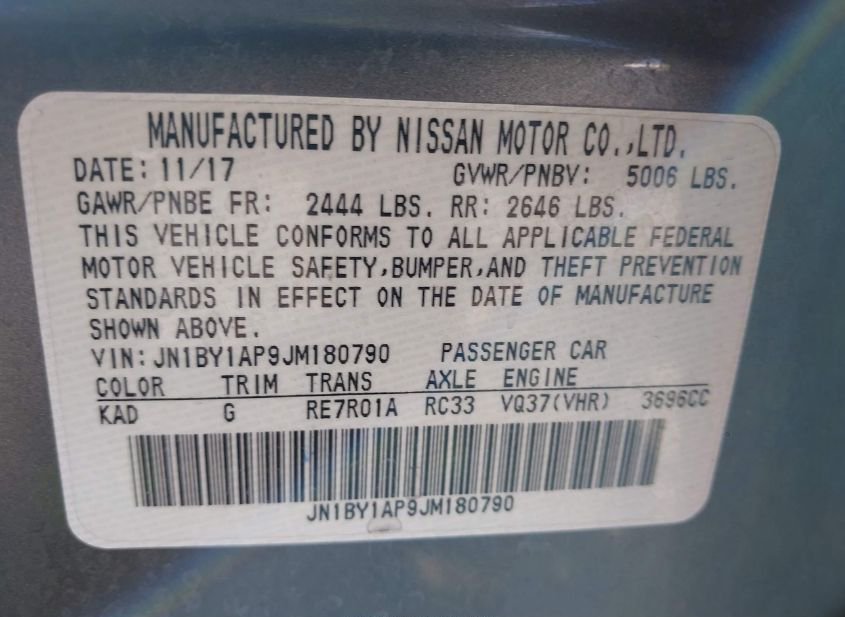 MANUFACTURED BY NISSAN MOTOR CO.,LTD.
DATE: 11/17 GVWR/PNBV: 5006 LBS.
GAWR/PNBE FR: 2444 LBS. RR: 2646 LBS.
THIS VEHICLE CONFORMS TO ALL APPLICABLE FEDERAL
MOTOR VEHICLE SAFETY,BUMPER,AND THEFT PREVENTION
STANDARDS IN EFFECT ON THE DATE OF MANUFACTURE
SHOWN ABOVE.
VIN:JN1BY1AP9JM180790 PASSENGER CAR
COLOR TRIM TRANS AXLE ENGINE
KAD G RE7R01A RC33 VQ37(VHR) 3696CC
JN1BY1AP9JM180790